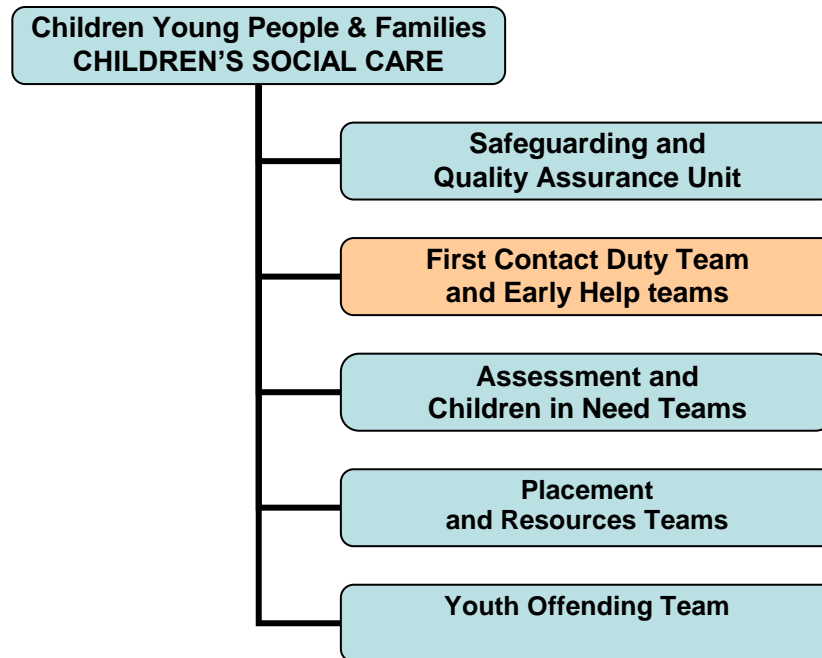 Children Young People & Families
CHILDREN’S SOCIAL CARE
Safeguarding and
Quality Assurance Unit
First Contact Duty Team
and Early Help teams
Assessment and
Children in Need Teams
Placement
and Resources Teams
Youth Offending Team